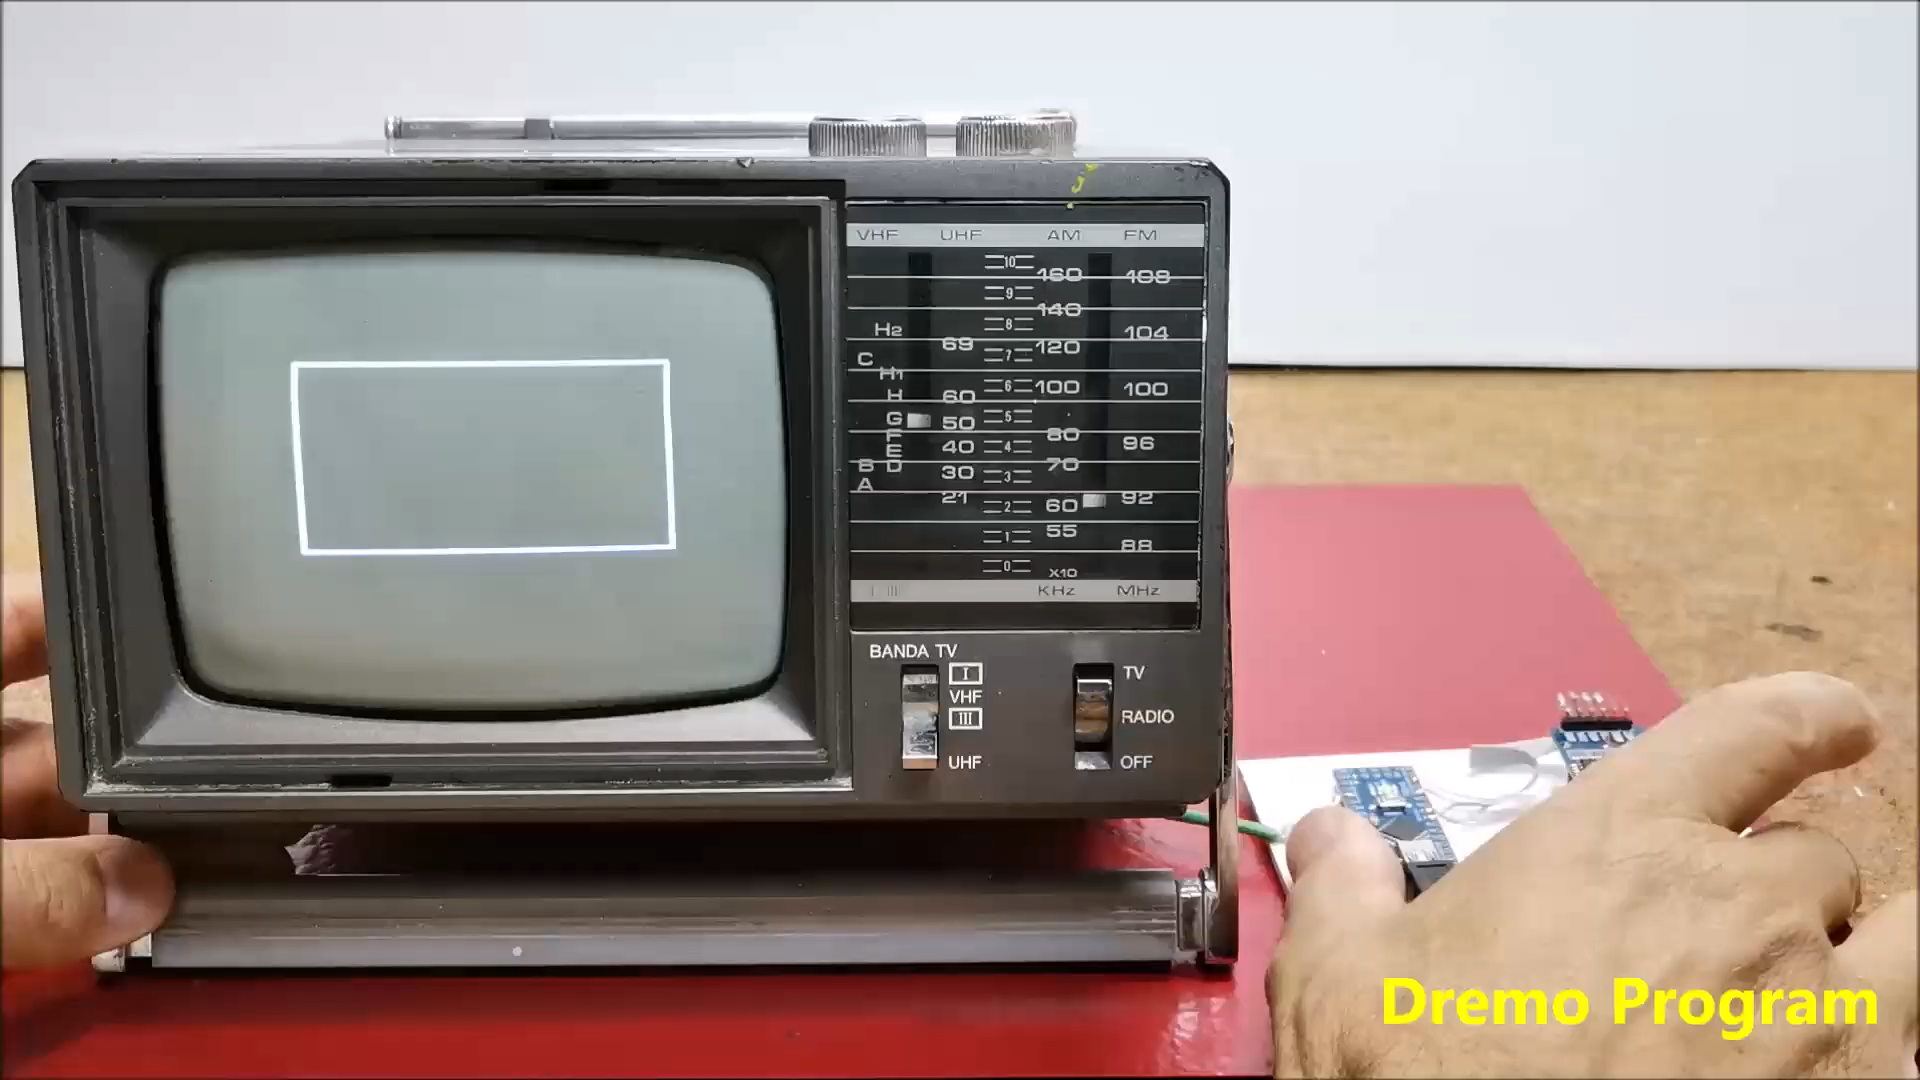 VHF UHF AM FM
10 160 108
9 140
H2 8 104
69 7 120
C
H1 6 100 100
H 60
G 50 5
F 80 96
E 40 4
B D 30 3 70
A
21 2 60 92
1 55 88
0 X10
I III KHz MHz
BANDA TV
I TV
VHF
III RADIO
UHF OFF
Dremo Program